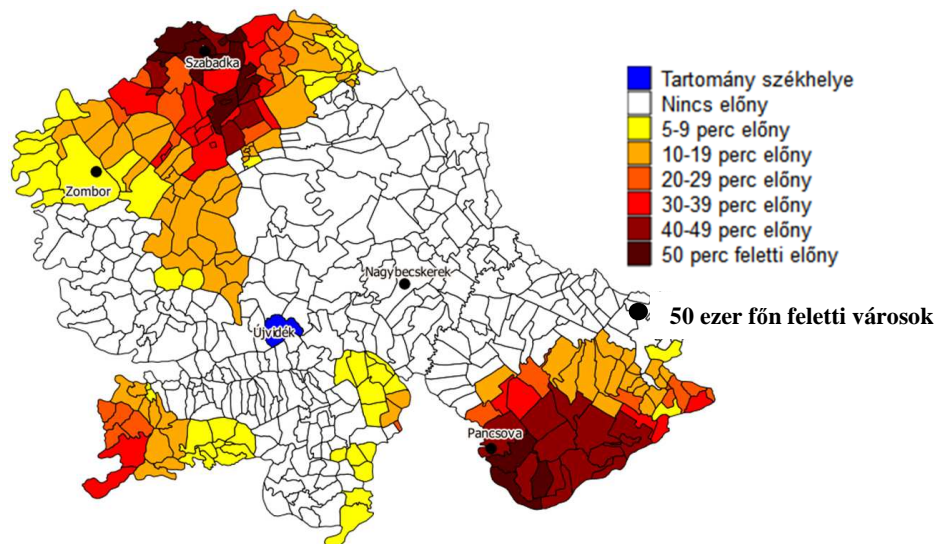 Szabadka
Tartomány székhelye
Nincs előny
5-9 perc előny
10-19 perc előny
20-29 perc előny
30-39 perc előny
40-49 perc előny
50 perc feletti előny
Zombor
Nagybecskerek
50 ezer főn feletti városok
Újvidék
Pancsova